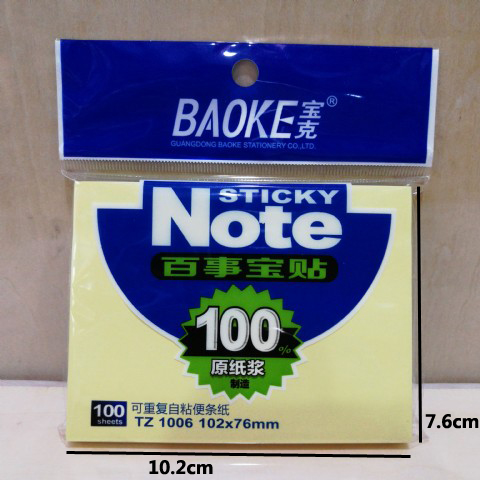 BAOKE宝克®
GUANGDONG BAOKE STATIONERY CO.,LTD.
STICKY
Note
百事宝贴
100%
原纸浆
制造
100 sheets
可重复自粘便条纸
TZ 1006 102x76mm
7.6cm
10.2cm